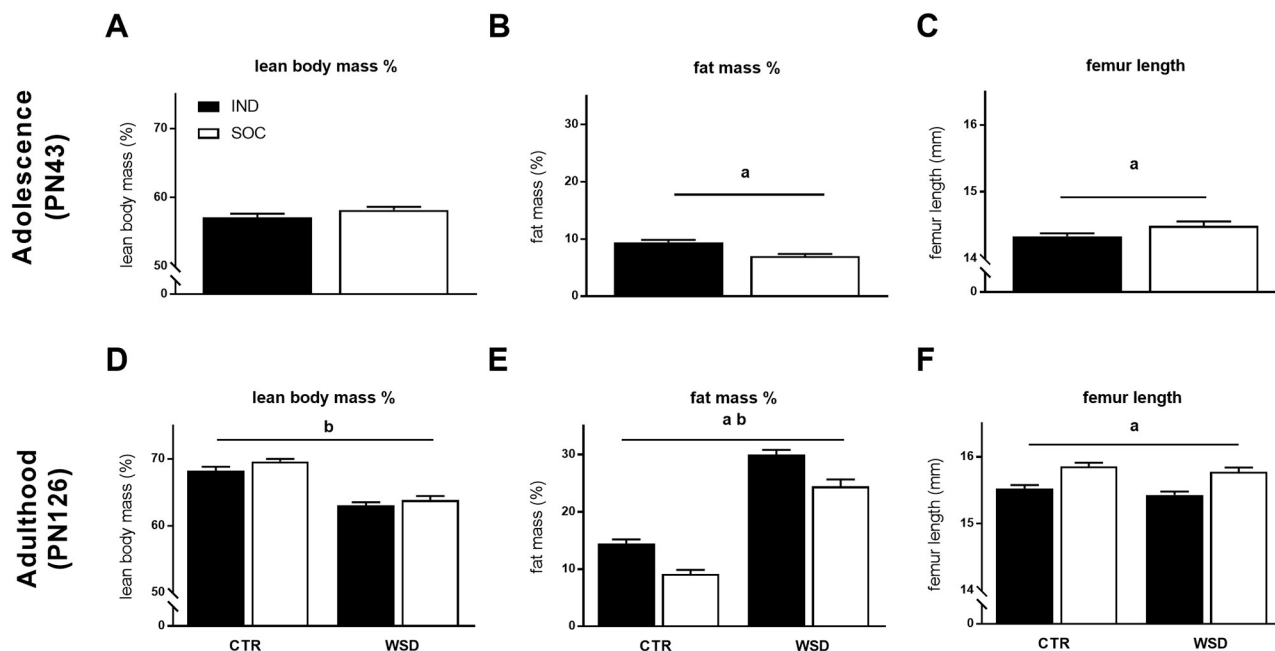 A
B
C
lean body mass %
fat mass %
femur length
Adolescence
(PN43)
lean body mass (%)
70
60
50
0
IND
SOC
fat mass (%)
30
20
10
0
a
femur length (mm)
16
15
14
0
a
D
E
F
lean body mass %
fat mass %
femur length
Adulthood
(PN126)
lean body mass (%)
70
60
50
0
b
CTR
WSD
fat mass (%)
30
20
10
0
a b
CTR
WSD
femur length (mm)
16
15
14
0
a
CTR
WSD